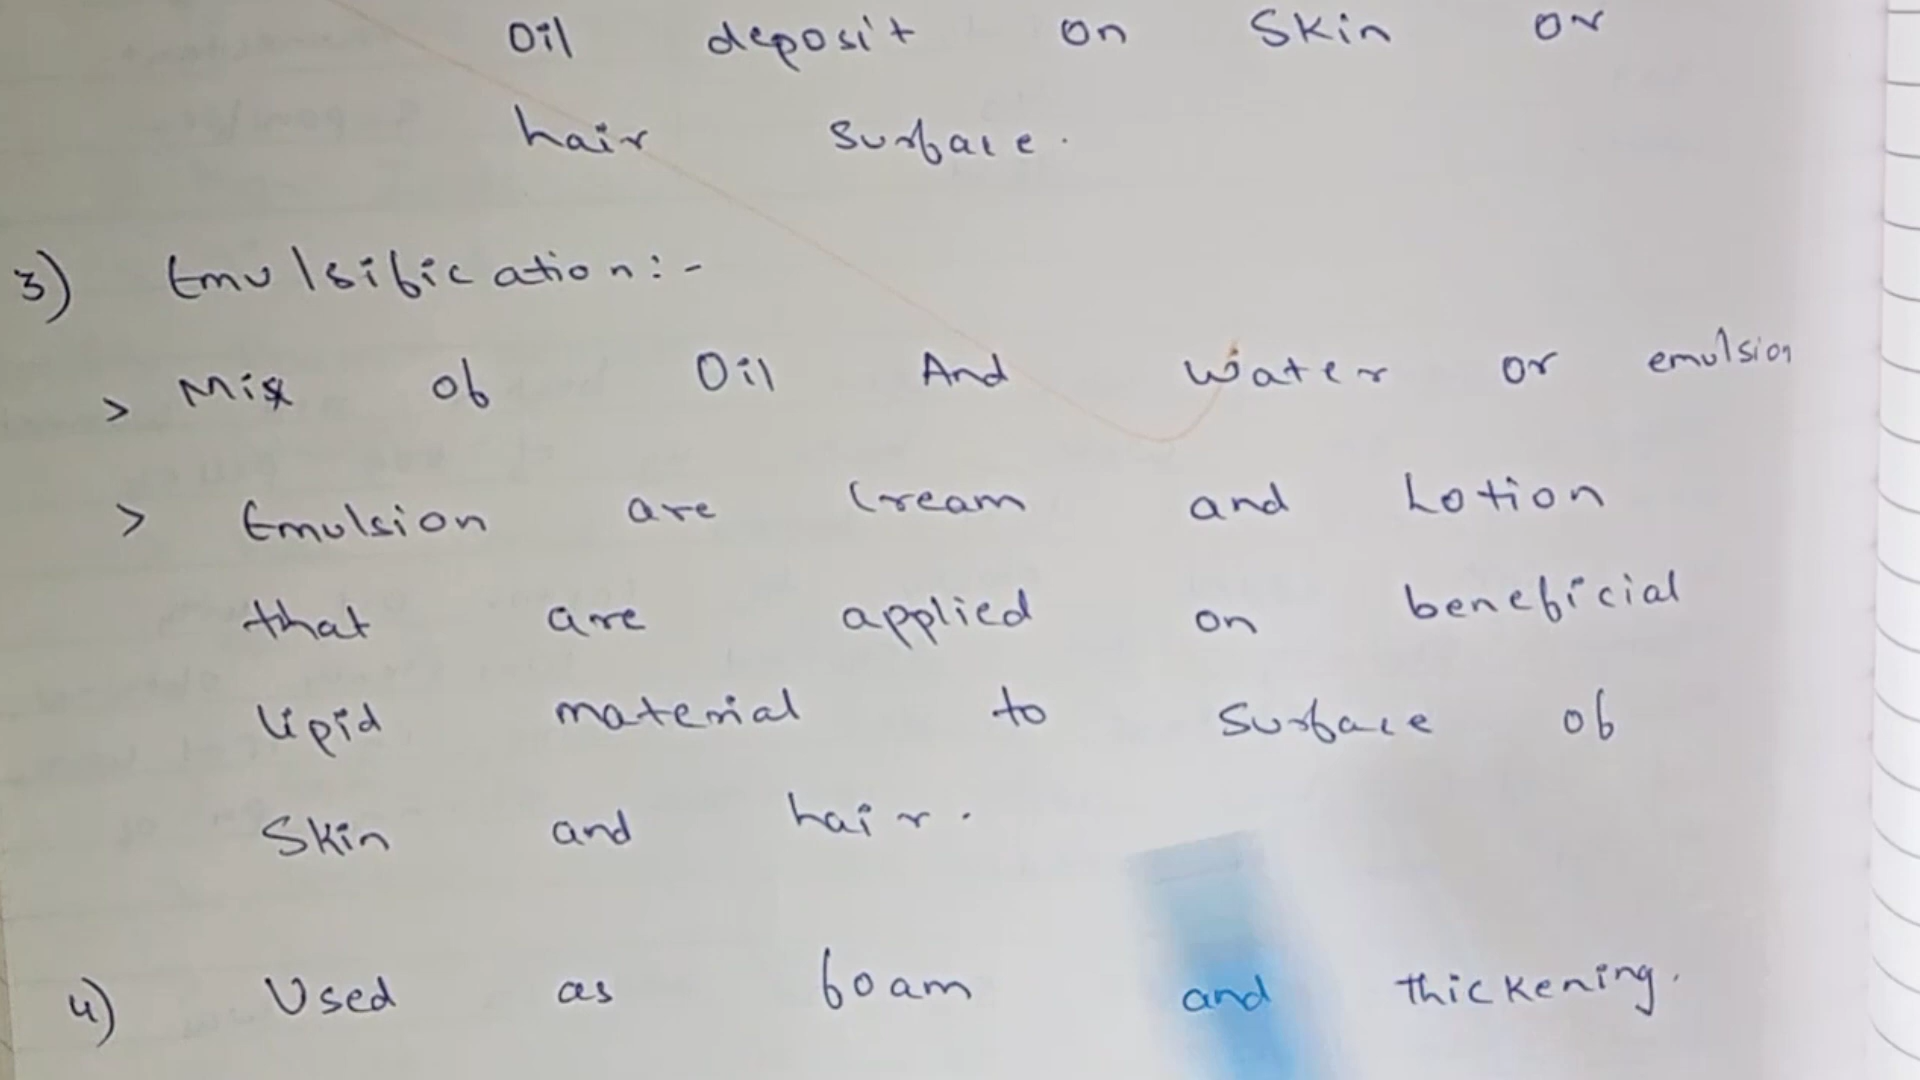 Oil deposit on Skin or
hair surface.
3) Emulsification:-
> Mix of Oil And Water or emulsion
> Emulsion are Cream and Lotion
that are applied on beneficial
lipid material to surface of
Skin and hair.
4) Used as foam and thickening.